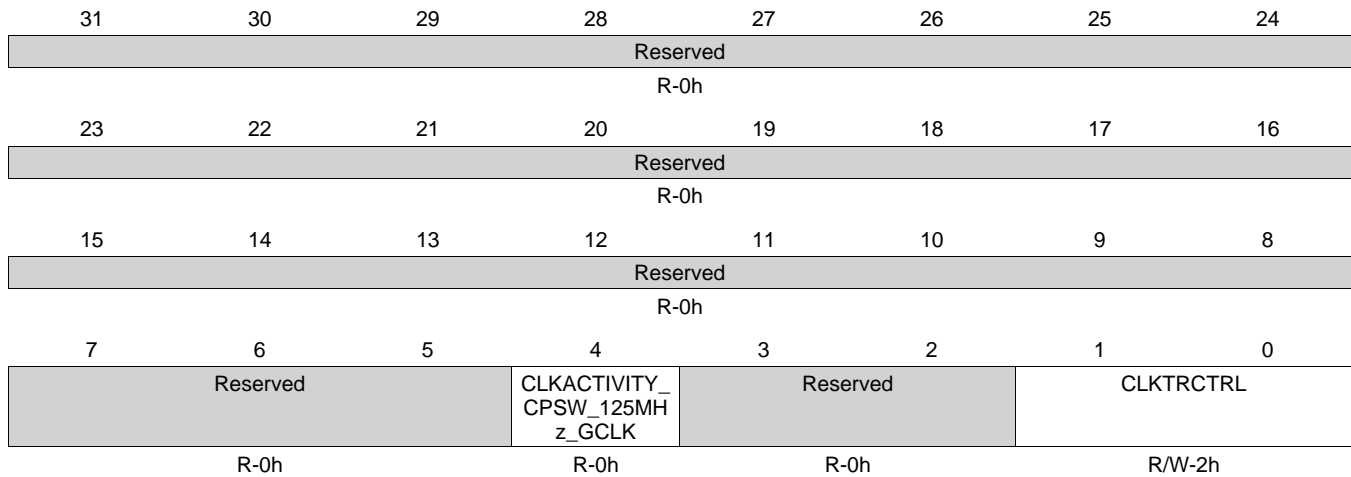 31 30 29 28 27 26 25 24
Reserved
R-0h
23 22 21 20 19 18 17 16
Reserved
R-0h
15 14 13 12 11 10 9 8
Reserved
R-0h
7 6 5 4 3 2 1 0
Reserved CLKACTIVITY_ Reserved CLKTRCTRL
CPSW_125MH
z_GCLK
R-0h R-0h R-0h R/W-2h